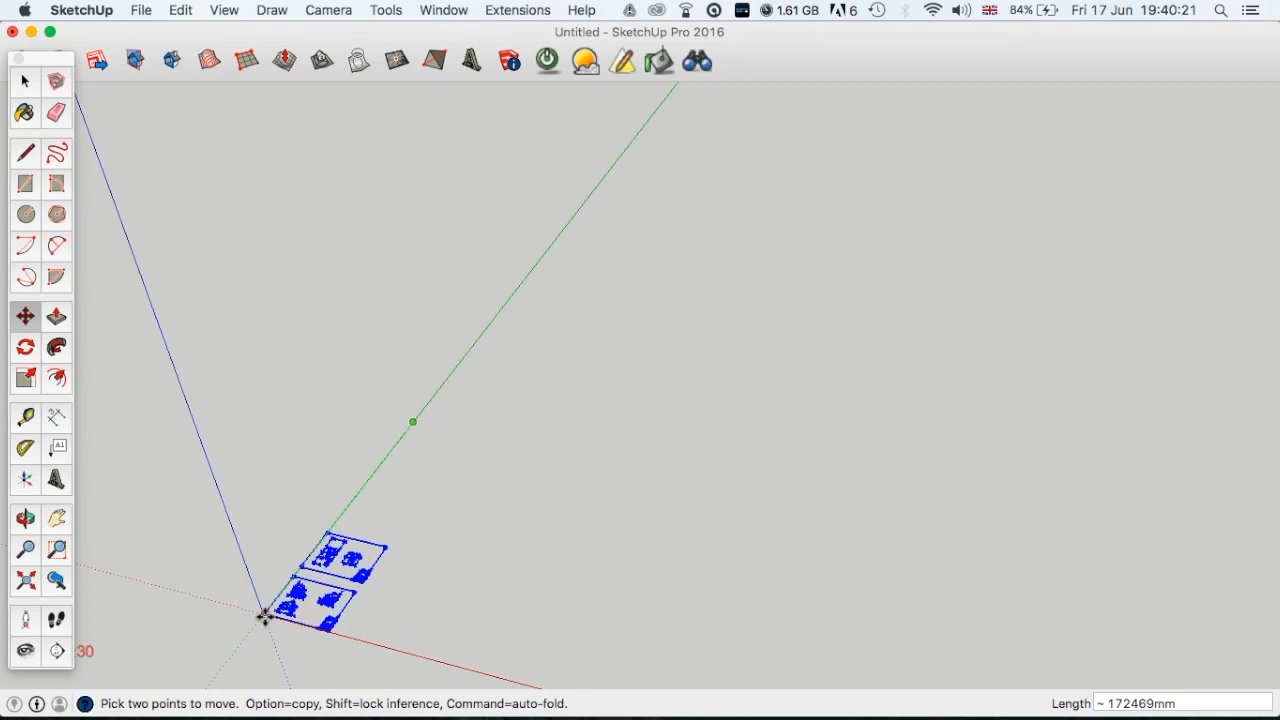 SketchUp File Edit View Draw Camera Tools Window Extensions Help 1.61 GB 6 84% Fri 17 Jun 19:40:21
Untitled - SketchUp Pro 2016
A1
30
Pick two points to move. Option=copy, Shift=lock inference, Command=auto-fold. Length ~ 172469mm